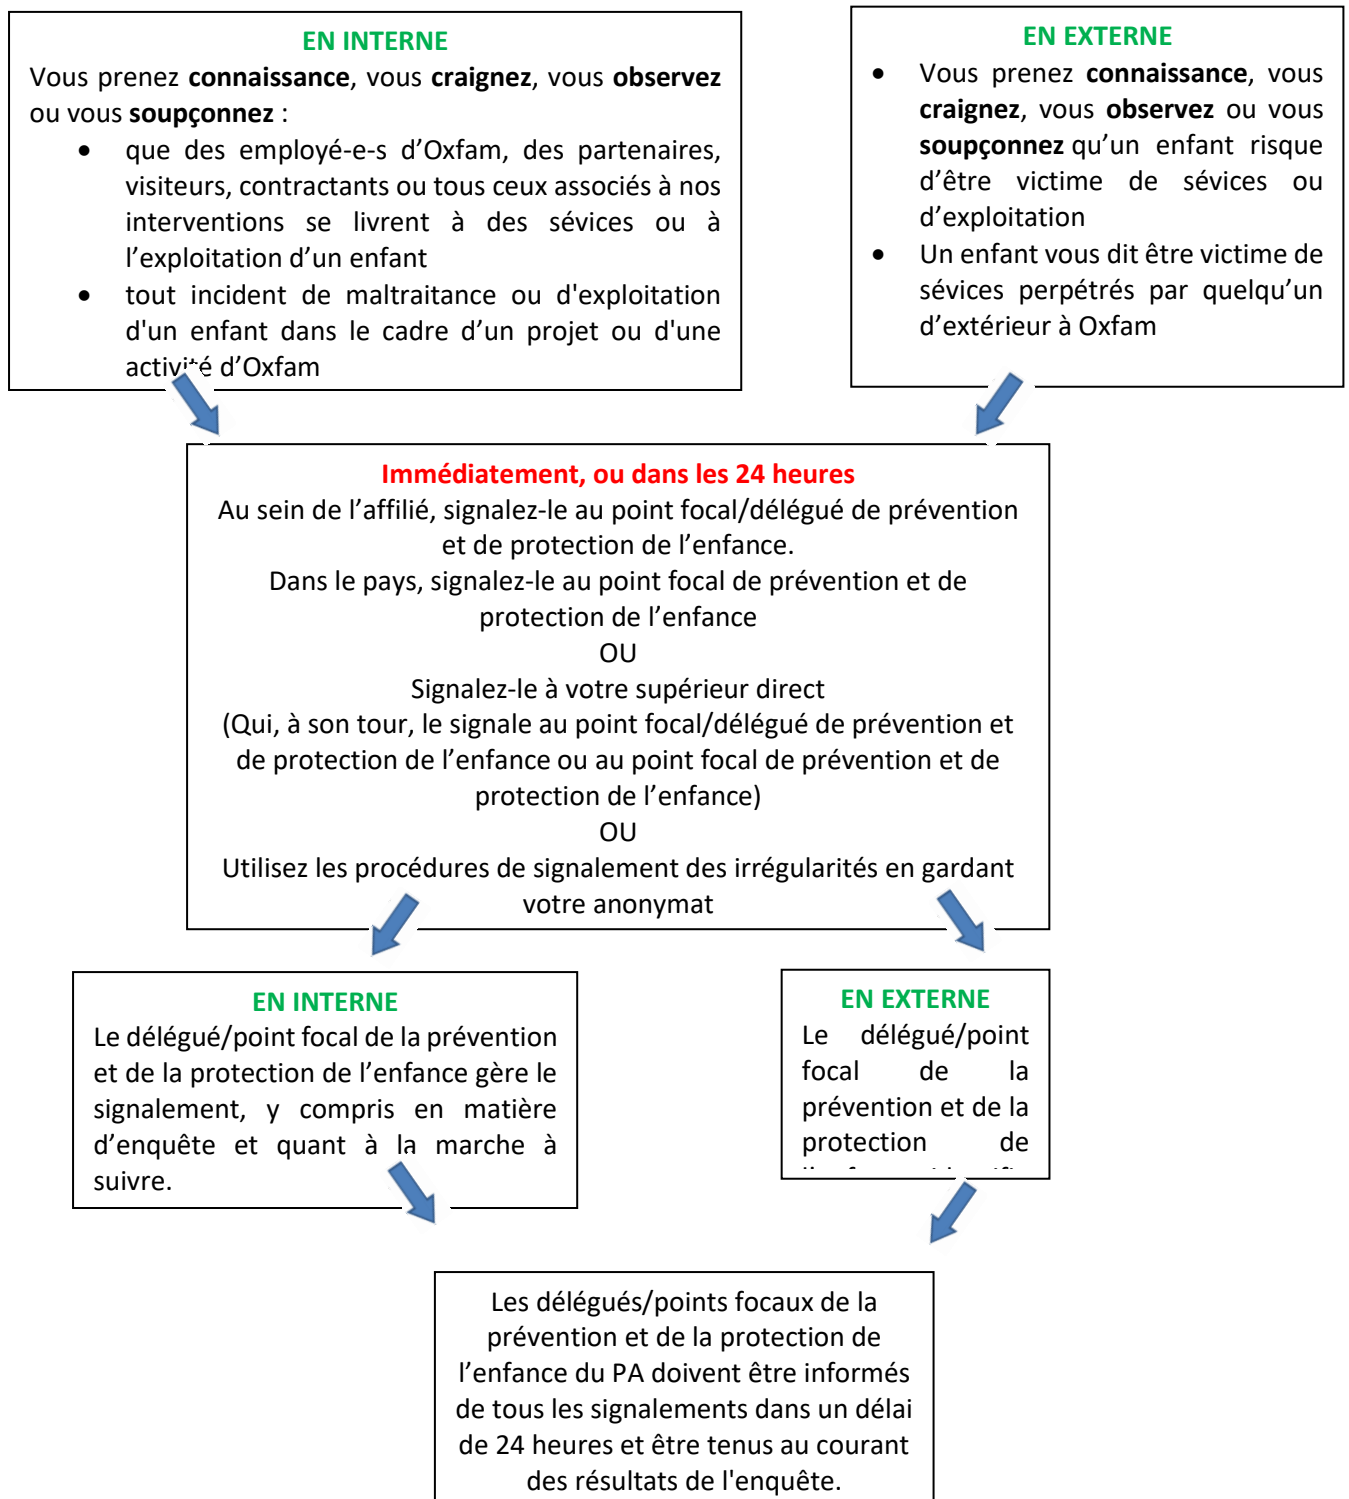 EN INTERNE
Vous prenez connaissance, vous craignez, vous observez
ou vous soupçonnez :
• que des employé-e-s d’Oxfam, des partenaires,
visiteurs, contractants ou tous ceux associés à nos
interventions se livrent à des sévices ou à
l’exploitation d’un enfant
• tout incident de maltraitance ou d'exploitation
d'un enfant dans le cadre d’un projet ou d'une
activité d’Oxfam
EN EXTERNE
• Vous prenez connaissance, vous
craignez, vous observez ou vous
soupçonnez qu’un enfant risque
d’être victime de sévices ou
d’exploitation
• Un enfant vous dit être victime de
sévices perpétrés par quelqu’un
d’extérieur à Oxfam
Immédiatement, ou dans les 24 heures
Au sein de l’affilié, signalez-le au point focal/délégué de prévention
et de protection de l’enfance.
Dans le pays, signalez-le au point focal de prévention et de
protection de l’enfance
OU
Signalez-le à votre supérieur direct
(Qui, à son tour, le signale au point focal/délégué de prévention et
de protection de l’enfance ou au point focal de prévention et de
protection de l’enfance)
OU
Utilisez les procédures de signalement des irrégularités en gardant
votre anonymat
EN INTERNE
Le délégué/point focal de la prévention
et de la protection de l’enfance gère le
signalement, y compris en matière
d’enquête et quant à la marche à
suivre.
EN EXTERNE
Le délégué/point
focal de la
prévention et de la
protection de
Les délégués/points focaux de la
prévention et de la protection de
l’enfance du PA doivent être informés
de tous les signalements dans un délai
de 24 heures et être tenus au courant
des résultats de l'enquête.